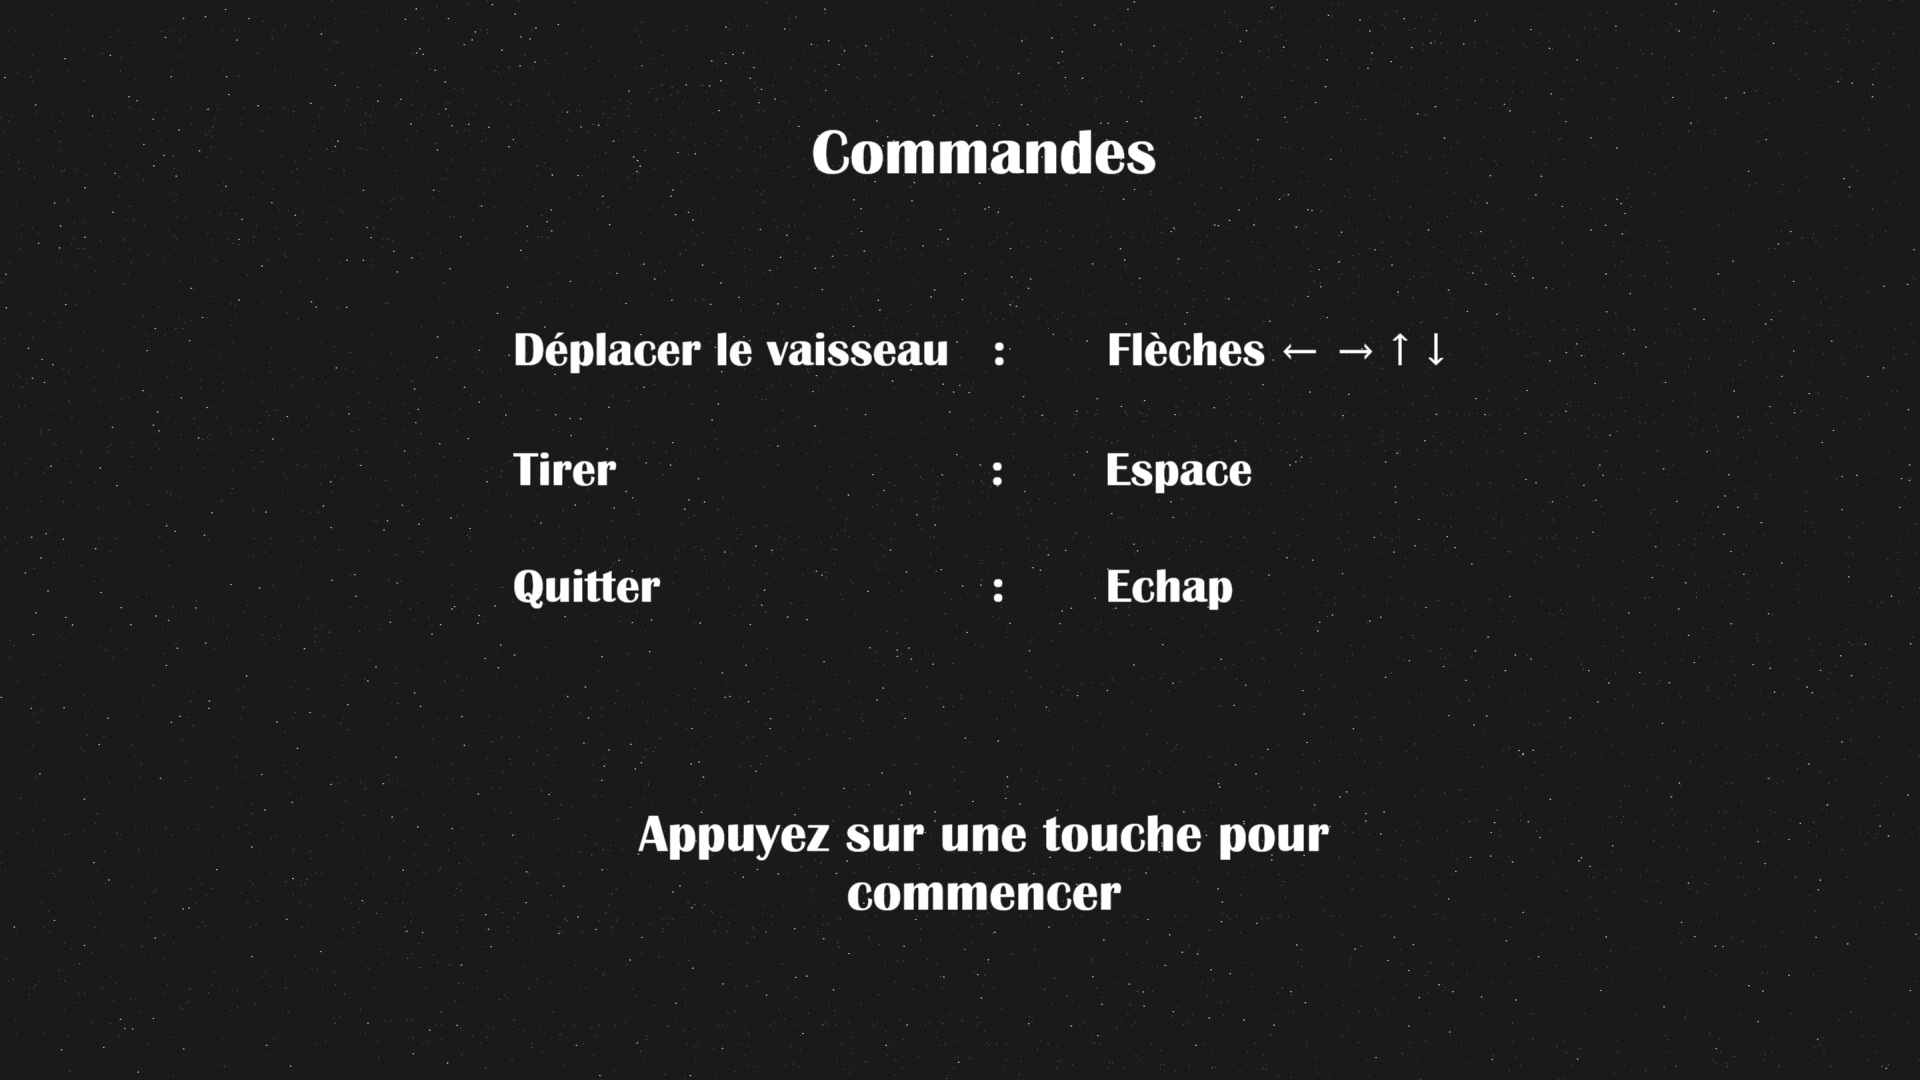 Commandes
Déplacer le vaisseau : Flèches ← → ↑ ↓
Tirer : Espace
Quitter : Echap
Appuyez sur une touche pour
commencer